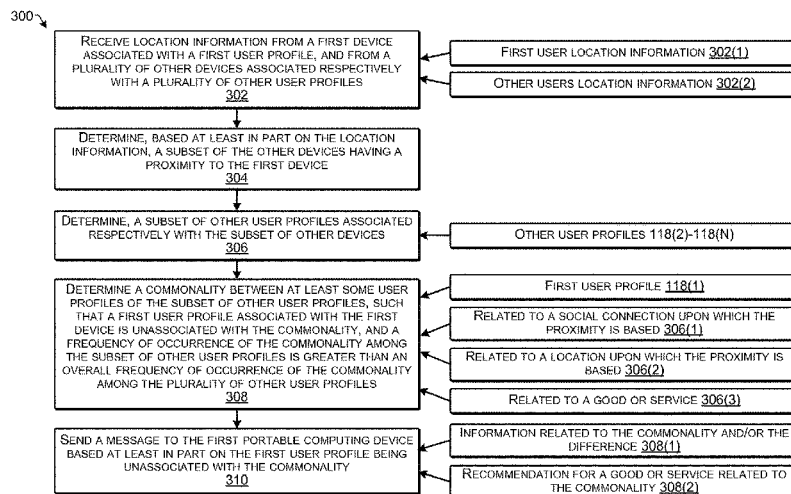 300
RECEIVE LOCATION INFORMATION FROM A FIRST DEVICE
ASSOCIATED WITH A FIRST USER PROFILE, AND FROM A
PLURALITY OF OTHER DEVICES ASSOCIATED RESPECTIVELY
WITH A PLURALITY OF OTHER USER PROFILES
302
FIRST USER LOCATION INFORMATION 302(1)
OTHER USERS LOCATION INFORMATION 302(2)
DETERMINE, BASED AT LEAST IN PART ON THE LOCATION
INFORMATION, A SUBSET OF THE OTHER DEVICES HAVING A
PROXIMITY TO THE FIRST DEVICE
304
DETERMINE, A SUBSET OF OTHER USER PROFILES ASSOCIATED
RESPECTIVELY WITH THE SUBSET OF OTHER DEVICES
306
OTHER USER PROFILES 118(2)-118(N)
DETERMINE A COMMONALITY BETWEEN AT LEAST SOME USER
PROFILES OF THE SUBSET OF OTHER USER PROFILES, SUCH
THAT A FIRST USER PROFILE ASSOCIATED WITH THE FIRST
DEVICE IS UNASSOCIATED WITH THE COMMONALITY, AND A
FREQUENCY OF OCCURRENCE OF THE COMMONALITY AMONG
THE SUBSET OF OTHER USER PROFILES IS GREATER THAN AN
OVERALL FREQUENCY OF OCCURRENCE OF THE COMMONALITY
AMONG THE PLURALITY OF OTHER USER PROFILES
308
FIRST USER PROFILE 118(1)
RELATED TO A SOCIAL CONNECTION UPON WHICH THE
PROXIMITY IS BASED 306(1)
RELATED TO A LOCATION UPON WHICH THE PROXIMITY IS
BASED 306(2)
RELATED TO A GOOD OR SERVICE 306(3)
SEND A MESSAGE TO THE FIRST PORTABLE COMPUTING DEVICE
BASED AT LEAST IN PART ON THE FIRST USER PROFILE BEING
UNASSOCIATED WITH THE COMMONALITY
310
INFORMATION RELATED TO THE COMMONALITY AND/OR THE
DIFFERENCE 308(1)
RECOMMENDATION FOR A GOOD OR SERVICE RELATED TO
THE COMMONALITY 308(2)